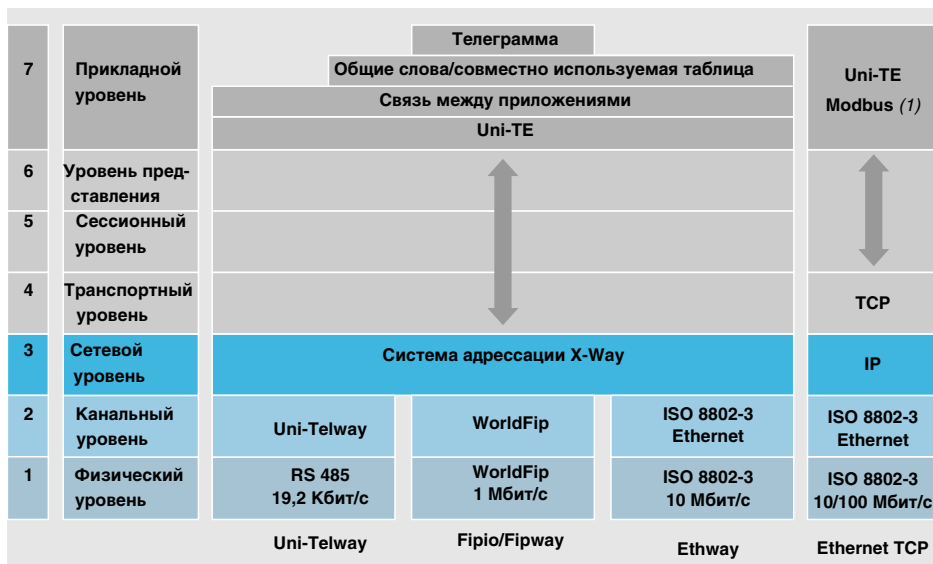 Телеграмма
7
Прикладной
уровень
Общие слова/совместно используемая таблица
Связь между приложениями
Uni-TE
Uni-TE
Modbus (1)
6
Уровень пред-
ставления
5
Сессионный
уровень
4
Транспортный
уровень
TCP
3
Сетевой
уровень
Система адрессации X-Way
IP
2
Канальный
уровень
Uni-Telway
WorldFip
ISO 8802-3
Ethernet
ISO 8802-3
Ethernet
1
Физический
уровень
RS 485
19,2 Кбит/с
WorldFip
1 Мбит/с
ISO 8802-3
10 Мбит/с
ISO 8802-3
10/100 Мбит/с
Uni-Telway
Fipio/Fipway
Ethway
Ethernet TCP